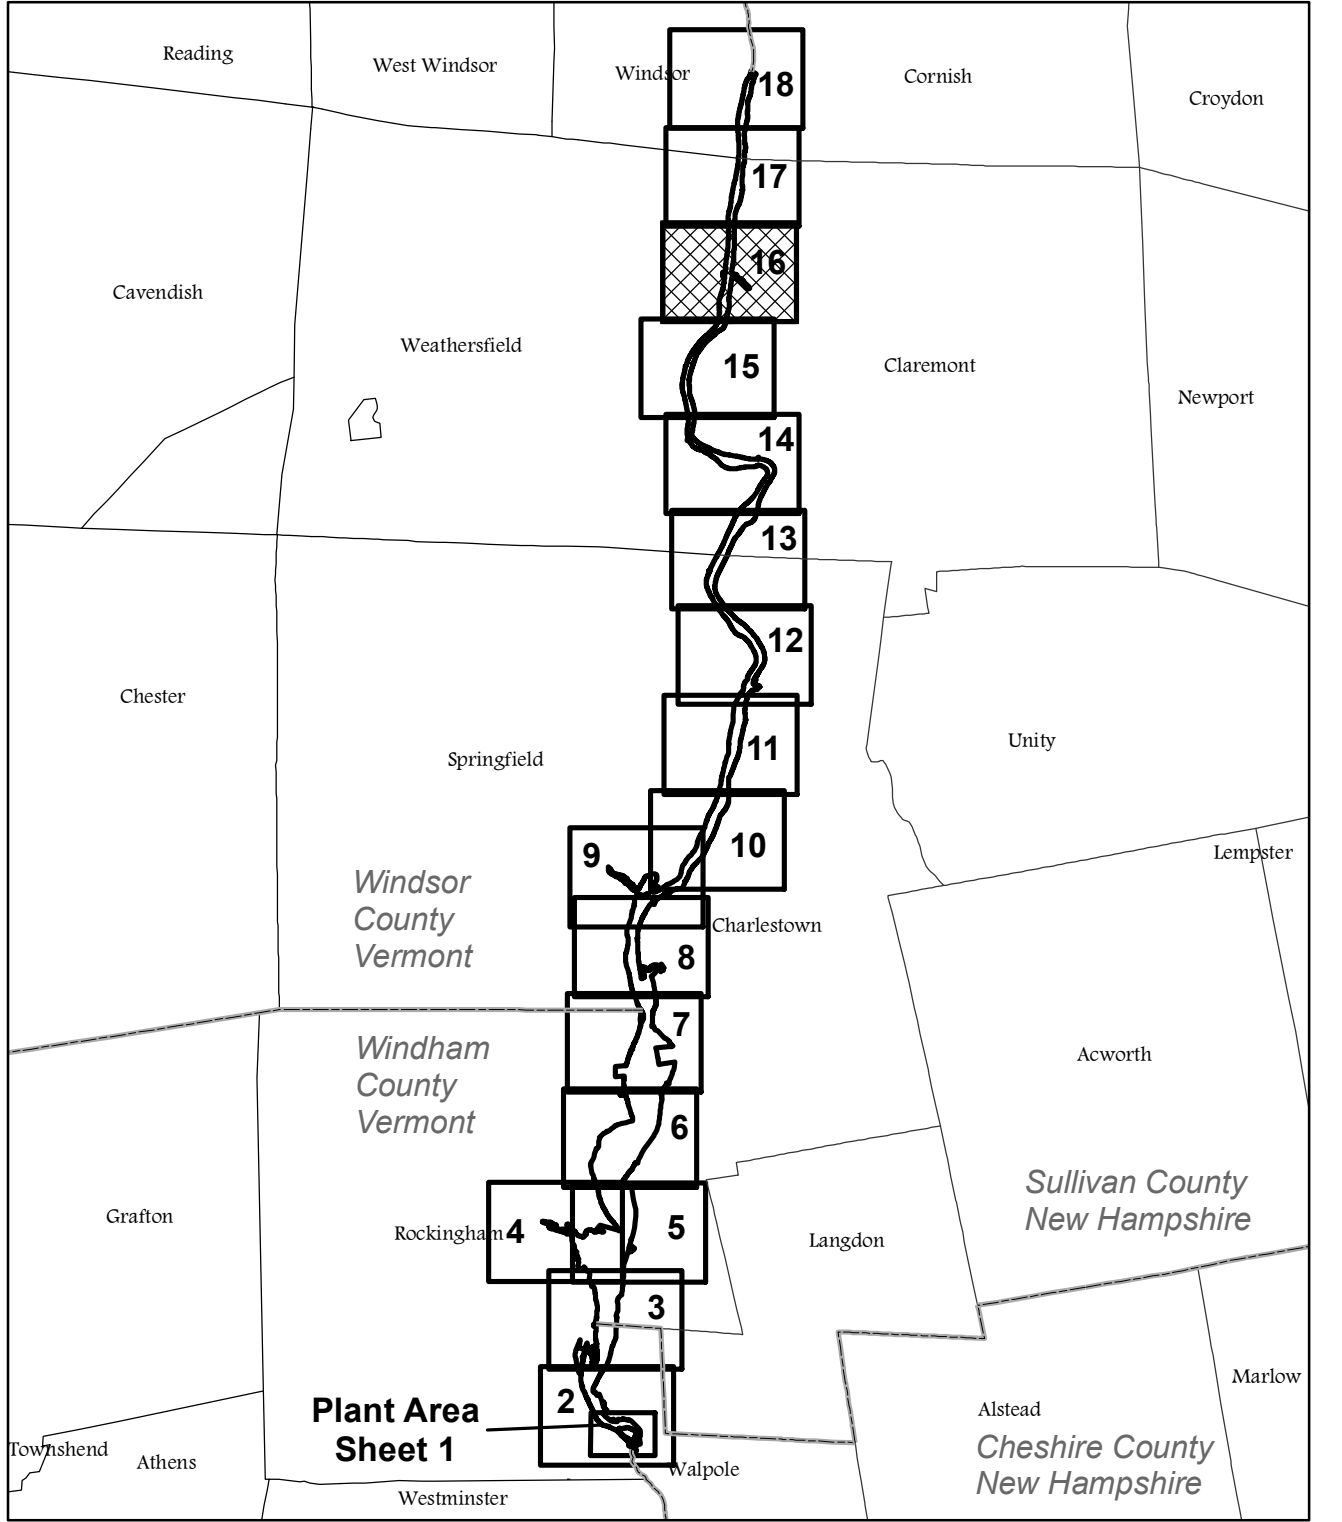 Reading
West Windsor
Windsor
18
Cornish
Croydon
17
16
Cavendish
Weathersfield
15
Claremont
Newport
14
13
12
Chester
Springfield
11
Unity
10
9
Lempster
Windsor
County
Vermont
Charlestown
8
7
Windham
County
Vermont
Acworth
6
Sullivan County
New Hampshire
Grafton
Rockingham
4
5
Langdon
3
Marlow
2
Plant Area
Sheet 1
Alstead
Cheshire County
New Hampshire
Townshend
Athens
Walpole
Westminster